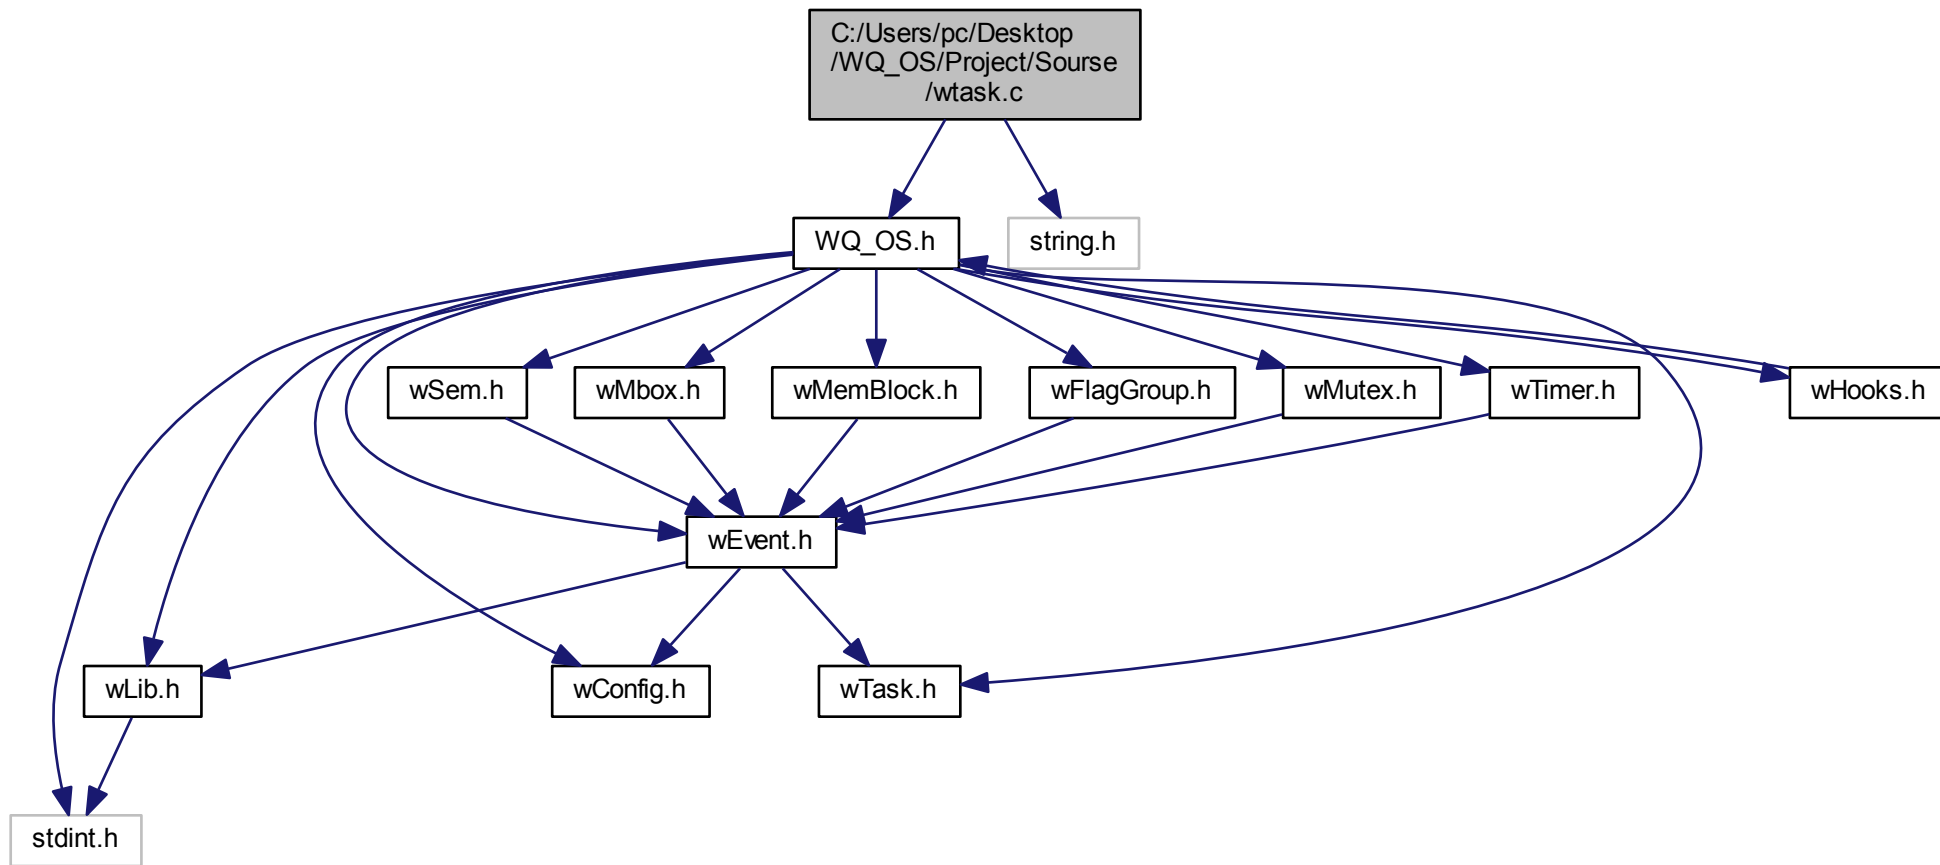 C:/Users/pc/Desktop
/WQ_OS/Project/Sourse
/wtask.c
WQ_OS.h
string.h
wSem.h
wMbox.h
wMemBlock.h
wFlagGroup.h
wMutex.h
wTimer.h
wHooks.h
wEvent.h
wLib.h
wConfig.h
wTask.h
stdint.h